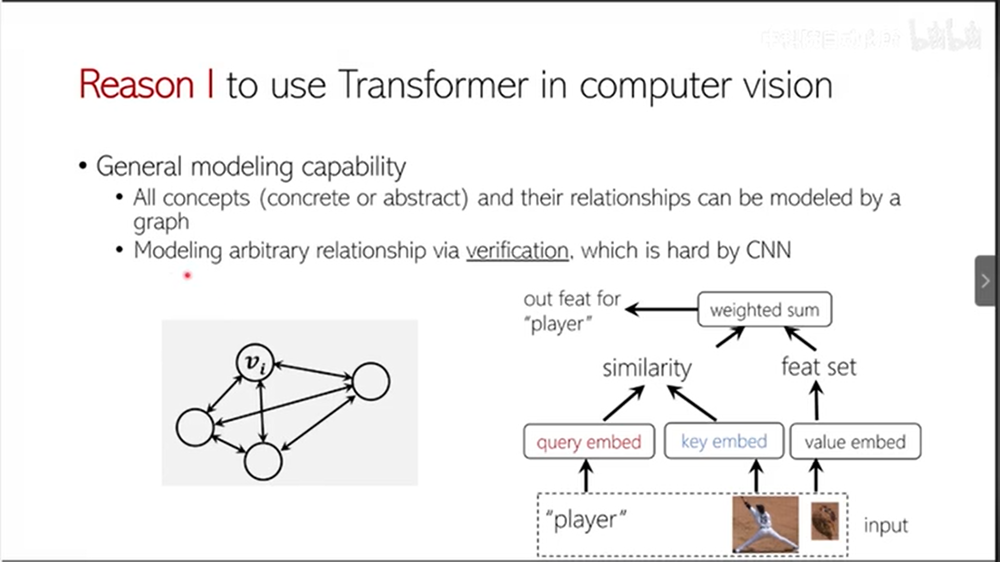 Reason I to use Transformer in computer vision
• General modeling capability
• All concepts (concrete or abstract) and their relationships can be modeled by a
graph
• Modeling arbitrary relationship via verification, which is hard by CNN
out feat for
"player"
weighted sum
similarity
feat set
query embed
key embed
value embed
"player"
input
v_i
bilibili